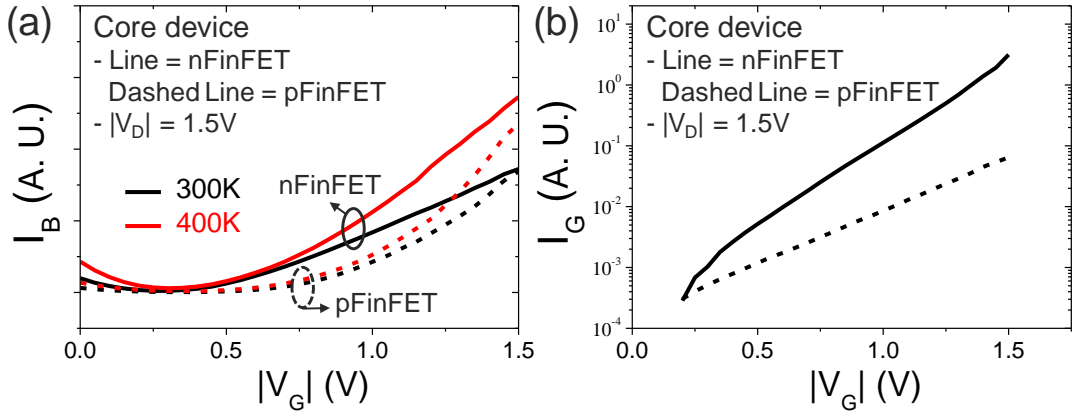 (a)
Core device
- Line = nFinFET
Dashed Line = pFinFET
- |V_D| = 1.5V
300K
400K
nFinFET
pFinFET
I_B (A. U.)
0.0 0.5 1.0 1.5
|V_G| (V)
(b)
Core device
- Line = nFinFET
Dashed Line = pFinFET
- |V_D| = 1.5V
I_G (A. U.)
10^0
10^-1
10^-2
10^-3
10^-4
0.0 0.5 1.0 1.5
|V_G| (V)